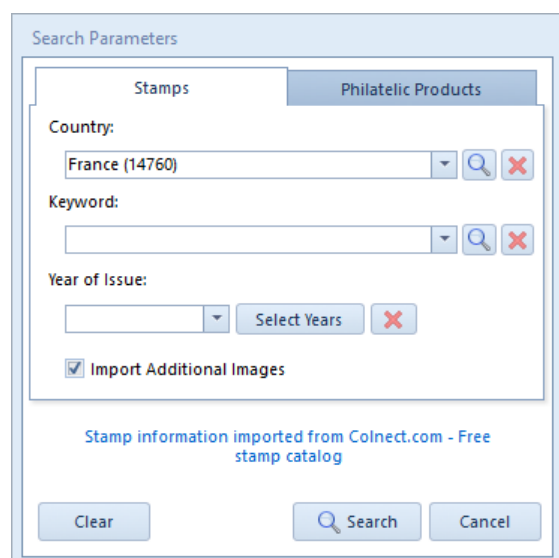 Search Parameters
Stamps
Philatelic Products
Country:
France (14760)
Keyword:
Year of Issue:
Select Years
Import Additional Images
Stamp information imported from Colnect.com - Free
stamp catalog
Clear
Search
Cancel